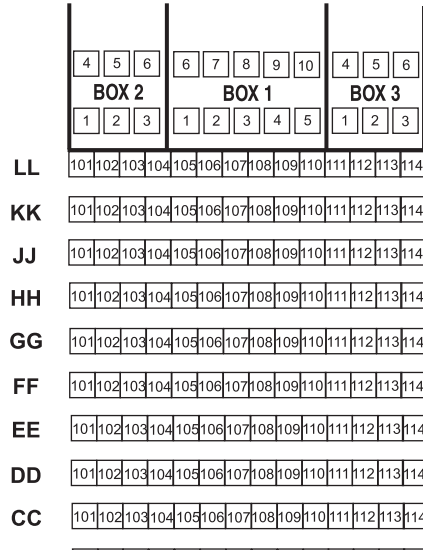 4 5 6 6 7 8 9 10 4 5 6
BOX 2 BOX 1 BOX 3
1 2 3 1 2 3 4 5 1 2 3
LL 101 102 103 104 105 106 107 108 109 110 111 112 113 114
KK 101 102 103 104 105 106 107 108 109 110 111 112 113 114
JJ 101 102 103 104 105 106 107 108 109 110 111 112 113 114
HH 101 102 103 104 105 106 107 108 109 110 111 112 113 114
GG 101 102 103 104 105 106 107 108 109 110 111 112 113 114
FF 101 102 103 104 105 106 107 108 109 110 111 112 113 114
EE 101 102 103 104 105 106 107 108 109 110 111 112 113 114
DD 101 102 103 104 105 106 107 108 109 110 111 112 113 114
CC 101 102 103 104 105 106 107 108 109 110 111 112 113 114